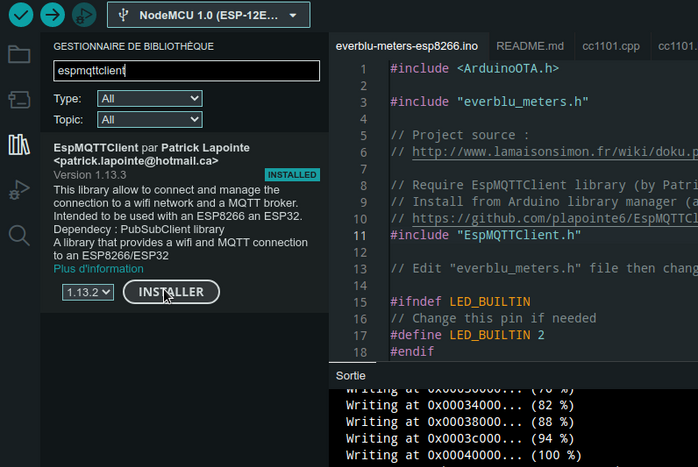 NodeMCU 1.0 (ESP-12E...
GESTIONNAIRE DE BIBLIOTHÈQUE
espmqttclient
Type: All
Topic: All
EspMQTTClient par Patrick Lapointe
<patrick.lapointe@hotmail.ca>
Version 1.13.3 INSTALLED
This library allow to connect and manage the
connection to a wifi network and a MQTT broker.
Intended to be used with an ESP8266 an ESP32.
Dependecy : PubSubClient library
A library that provides a wifi and MQTT connection
to an ESP8266/ESP32
Plus d'information
1.13.2 INSTALLER
everblu-meters-esp8266.ino README.md cc1101.cpp cc1101.
1 #include <ArduinoOTA.h>
2
3 #include "everblu_meters.h"
4
5 // Project source :
6 // http://www.lamaisonsimon.fr/wiki/doku.p
7
8 // Require EspMQTTClient library (by Patri
9 // Install from Arduino library manager (a
10 // https://github.com/plapointe6/EspMQTTCl
11 #include "EspMQTTClient.h"
12
13 // Edit "everblu_meters.h" file then chang
14
15 #ifndef LED_BUILTIN
16 // Change this pin if needed
17 #define LED_BUILTIN 2
18 #endif
Sortie
Writing at 0x00030000... (76 %)
Writing at 0x00034000... (82 %)
Writing at 0x00038000... (88 %)
Writing at 0x0003c000... (94 %)
Writing at 0x00040000... (100 %)